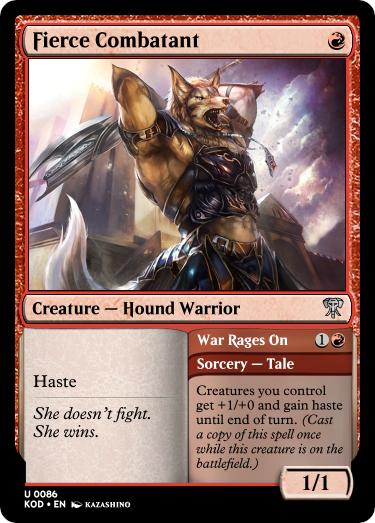 Fierce Combatant
Creature — Hound Warrior
Haste
She doesn't fight.
She wins.
War Rages On 1
Sorcery — Tale
Creatures you control
get +1/+0 and gain haste
until end of turn. (Cast
a copy of this spell once
while this creature is on the
battlefield.)
1/1
U 0086
KOD • EN KAZASHINO